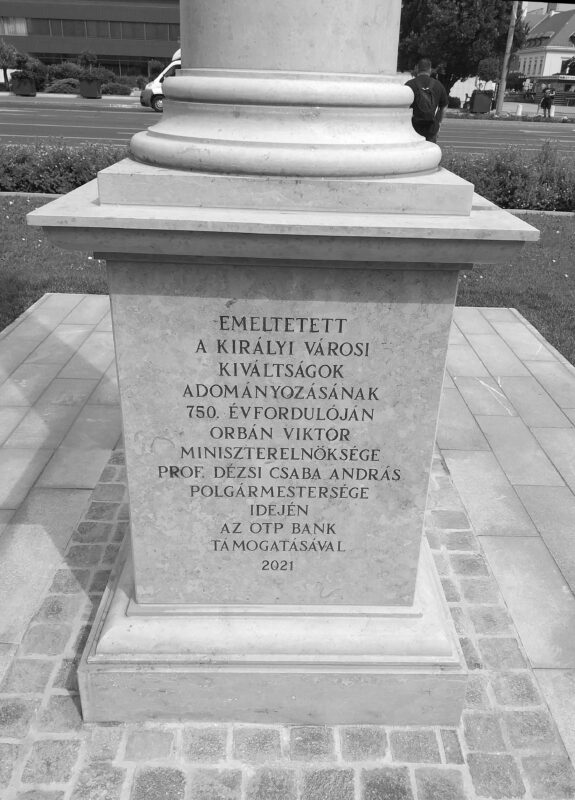 EMELTETETT
A KIRÁLYI VÁROSI
KIVÁLTSÁGOK
ADOMÁNYOZÁSÁNAK
750. ÉVFORDULÓJÁN
ORBÁN VIKTOR
MINISZTERELNÖKSÉGE
PROF. DÉZSI CSABA ANDRÁS
POLGÁRMESTERSÉGE
IDEJÉN
AZ OTP BANK
TÁMOGATÁSÁVAL
2021